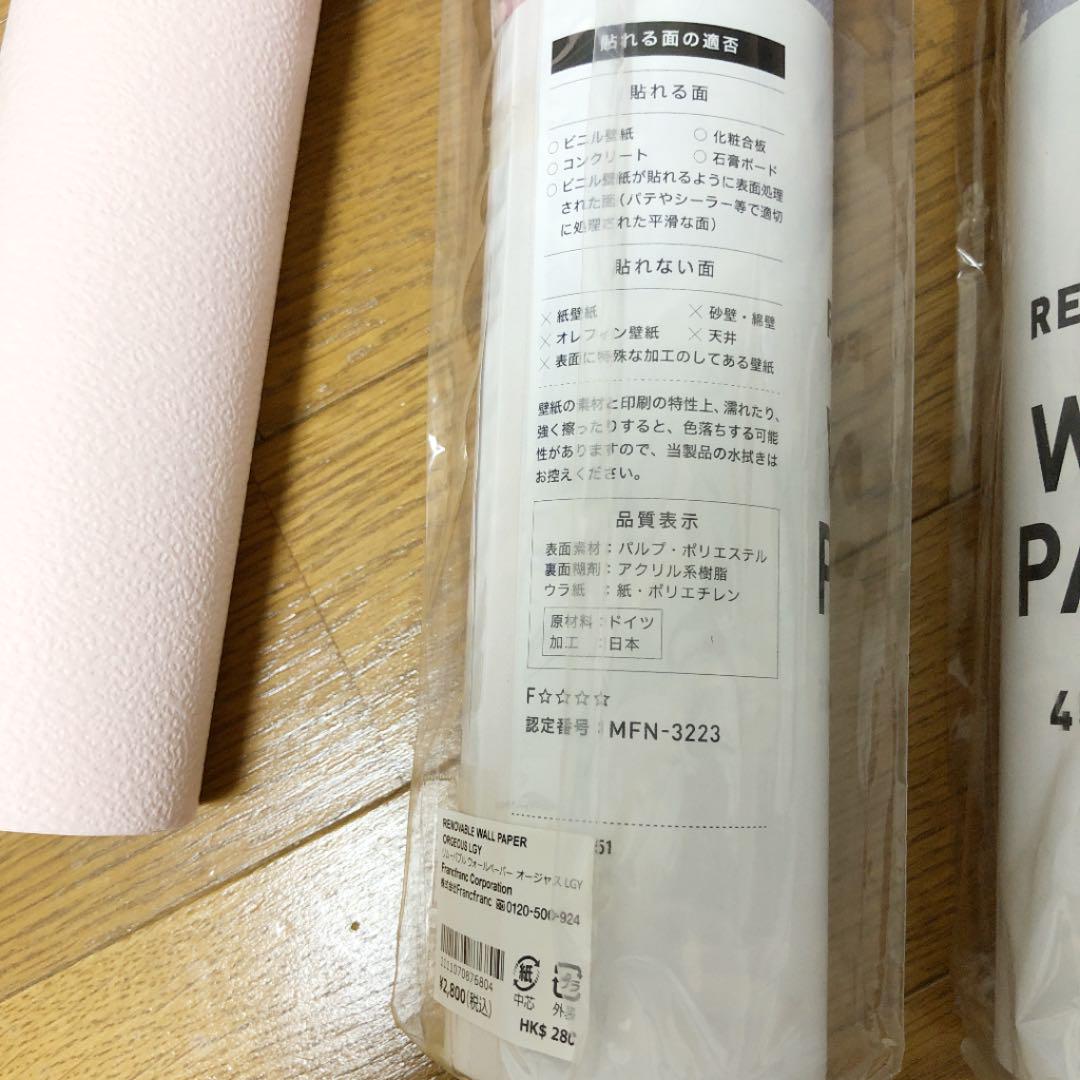 貼れる面の適否
貼れる面
○ ビニル壁紙 ○ 化粧合板
○ コンクリート ○ 石膏ボード
○ ビニル壁紙が貼れるように表面処理
された面(パテやシーラー等で適切
に処理された平滑な面)
貼れない面
× 紙壁紙 × 砂壁・綿壁
× オレフィン壁紙 × 天井
× 表面に特殊な加工のしてある壁紙
壁紙の素材と印刷の特性上、濡れたり、
強く擦ったりすると、色落ちする可能
性がありますので、当製品の水拭きは
お控えください。
品質表示
表面素材:パルプ・ポリエステル
裏面糊剤:アクリル系樹脂
ウラ紙 :紙・ポリエチレン
原材料:ドイツ
加工 :日本
F☆☆☆☆
認定番号:MFN-3223
51
REMOVABLE WALL PAPER
ORGEOUS LGY
リムーバブル ウォールペーパー オージャス LGY
Francfranc Corporation
株式会社Francfranc 0120-500-924
1111070876804
¥2,800(税込)
紙
中芯
プラ
外装
HK$ 280
RE
W
PA
4